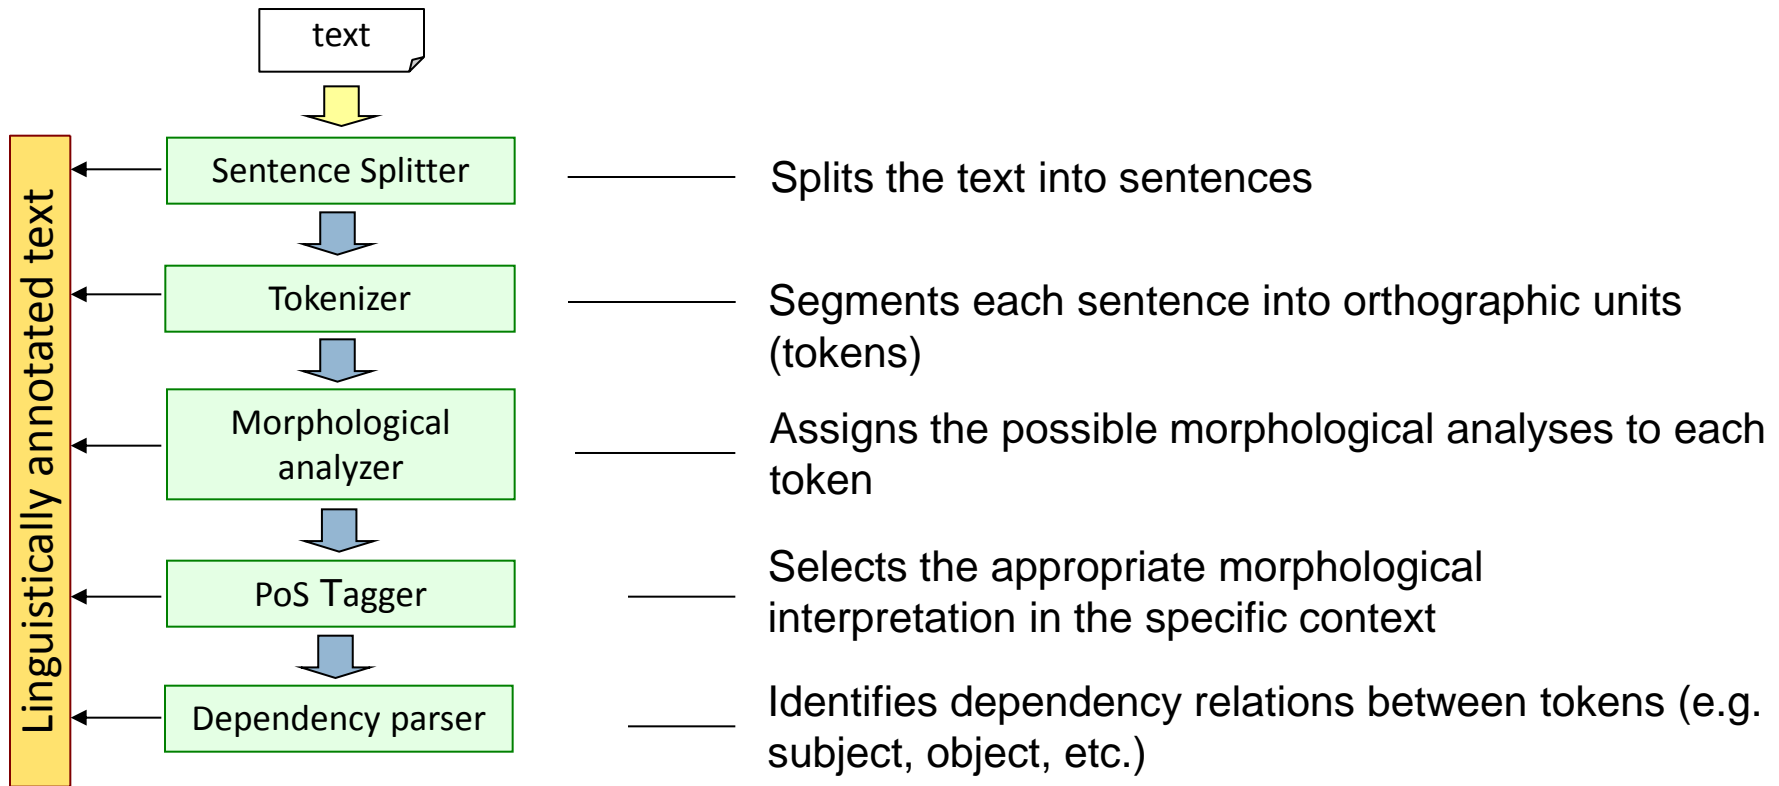 text
Linguistically annotated text
Sentence Splitter
Splits the text into sentences
Tokenizer
Segments each sentence into orthographic units
(tokens)
Morphological
analyzer
Assigns the possible morphological analyses to each
token
PoS Tagger
Selects the appropriate morphological
interpretation in the specific context
Dependency parser
Identifies dependency relations between tokens (e.g.
subject, object, etc.)